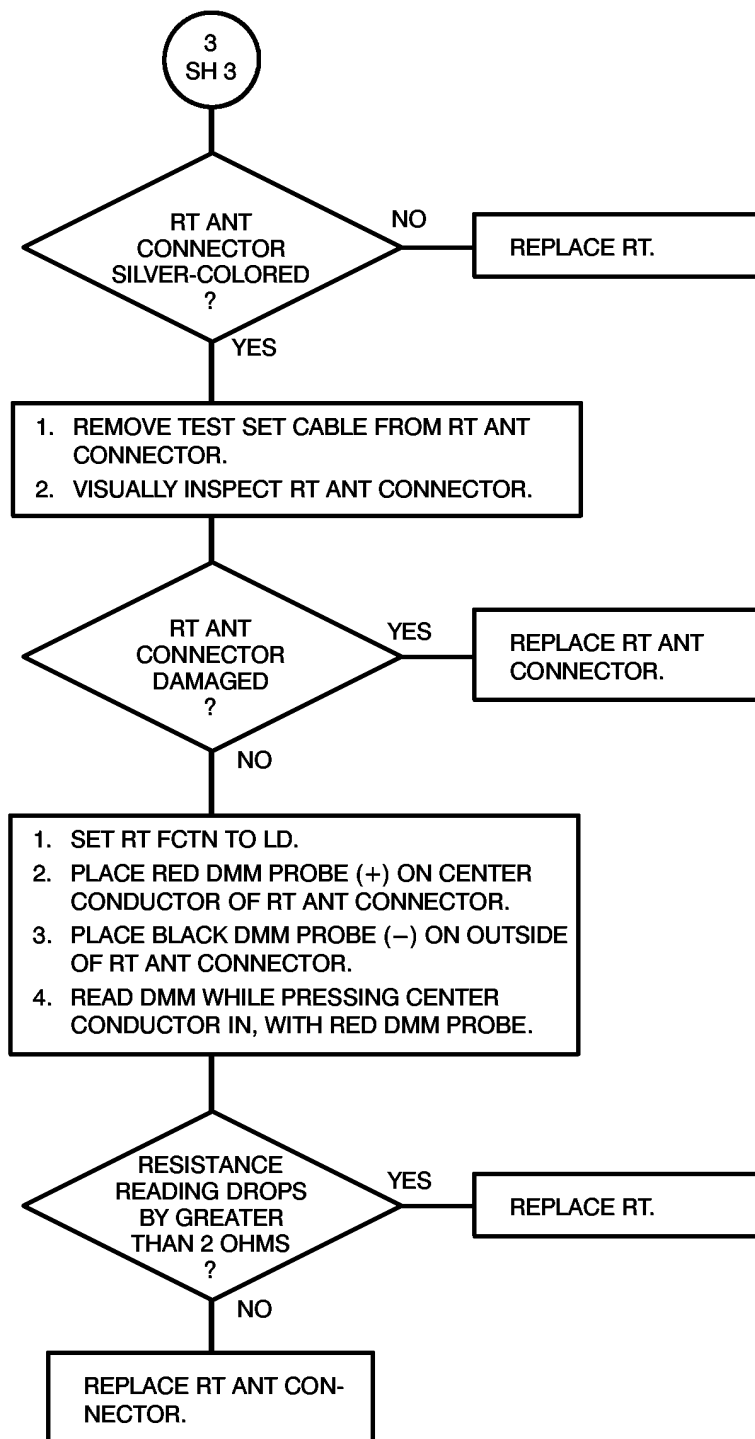 3
SH 3
RT ANT
CONNECTOR
SILVER-COLORED
?
NO
REPLACE RT.
YES
1. REMOVE TEST SET CABLE FROM RT ANT
CONNECTOR.
2. VISUALLY INSPECT RT ANT CONNECTOR.
RT ANT
CONNECTOR
DAMAGED
?
YES
REPLACE RT ANT
CONNECTOR.
NO
1. SET RT FCTN TO LD.
2. PLACE RED DMM PROBE (+) ON CENTER
CONDUCTOR OF RT ANT CONNECTOR.
3. PLACE BLACK DMM PROBE (−) ON OUTSIDE
OF RT ANT CONNECTOR.
4. READ DMM WHILE PRESSING CENTER
CONDUCTOR IN, WITH RED DMM PROBE.
RESISTANCE
READING DROPS
BY GREATER
THAN 2 OHMS
?
YES
REPLACE RT.
NO
REPLACE RT ANT CON-
NECTOR.